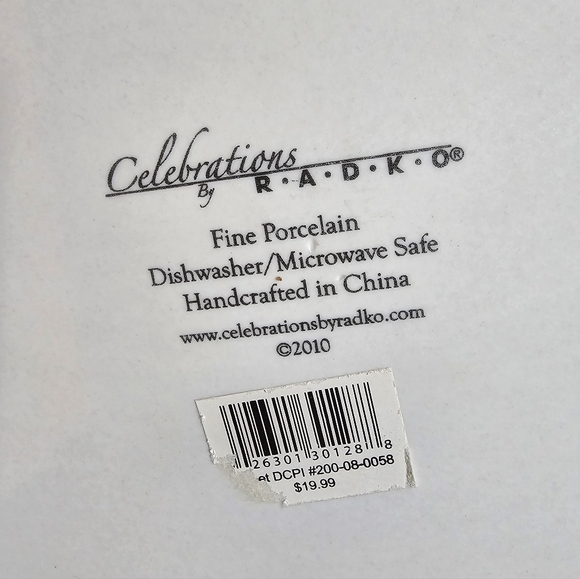 Celebrations
By R·A·D·K·O®
Fine Porcelain
Dishwasher/Microwave Safe
Handcrafted in China
www.celebrationsbyradko.com
©2010
26301 30128 8
et DCPI #200-08-0058
$19.99